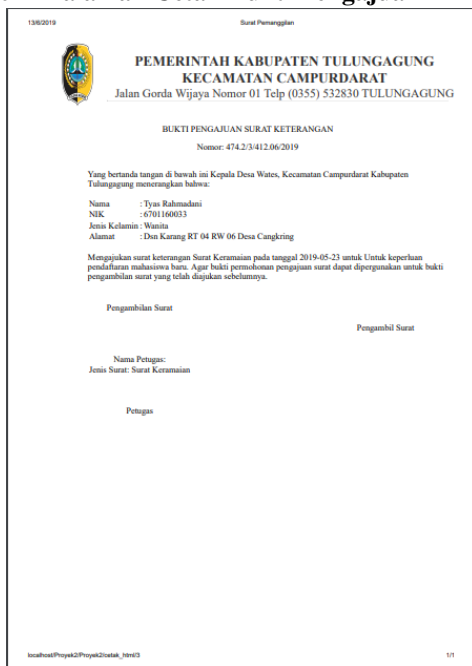 13/6/2019 Surat Pemanggilan
PEMERINTAH KABUPATEN TULUNGAGUNG
KECAMATAN CAMPURDARAT
Jalan Gorda Wijaya Nomor 01 Telp (0355) 532830 TULUNGAGUNG
BUKTI PENGAJUAN SURAT KETERANGAN
Nomor: 474.2/3/412.06/2019
Yang bertanda tangan di bawah ini Kepala Desa Wates, Kecamatan Campurdarat Kabupaten
Tulungagung menerangkan bahwa:
Nama : Tyas Rahmadani
NIK : 6701160033
Jenis Kelamin : Wanita
Alamat : Dsn Karang RT 04 RW 06 Desa Cangkring
Mengajukan surat keterangan Surat Keramaian pada tanggal 2019-05-23 untuk Untuk keperluan
pendaftaran mahasiswa baru. Agar bukti permohonan pengajuan surat dapat dipergunakan untuk bukti
pengambilan surat yang telah diajukan sebelumnya.
Pengambilan Surat
Pengambil Surat
Nama Petugas:
Jenis Surat: Surat Keramaian
Petugas
localhost/Proyek2/Proyek2/cetak_html/3 1/1